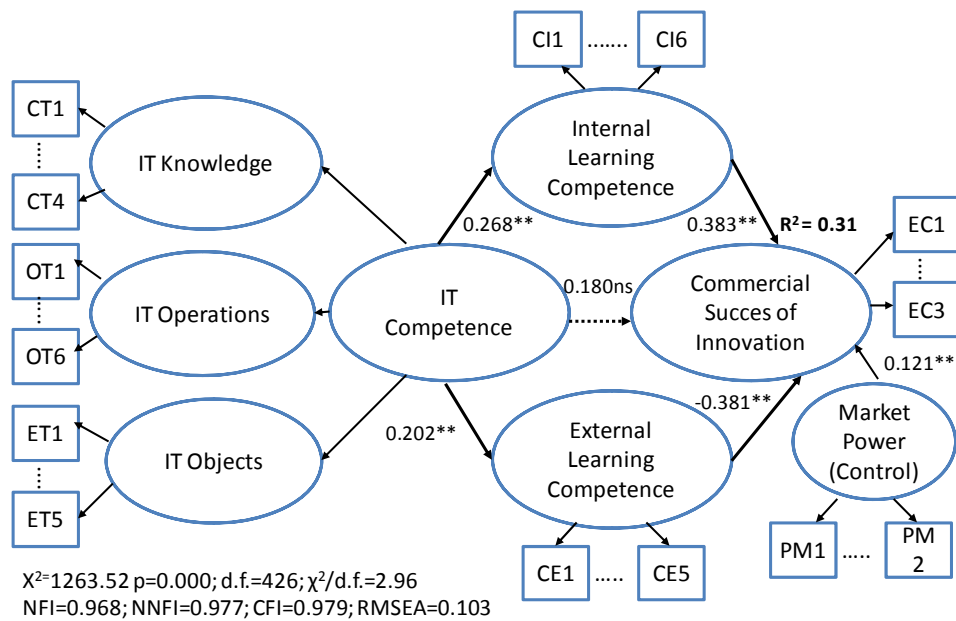 CI1
.......
CI6
CT1
......
CT4
IT Knowledge
Internal
Learning
Competence
0.268**
0.383**
R²= 0.31
EC1
......
EC3
OT1
......
OT6
IT Operations
IT
Competence
0.180ns
Commercial
Succes of
Innovation
0.121**
-0.381**
ET1
......
ET5
IT Objects
0.202**
External
Learning
Competence
Market
Power
(Control)
CE1
.....
CE5
PM1
.....
PM
2
X²⁼1263.52 p=0.000; d.f.=426; χ²/d.f.=2.96
NFI=0.968; NNFI=0.977; CFI=0.979; RMSEA=0.103